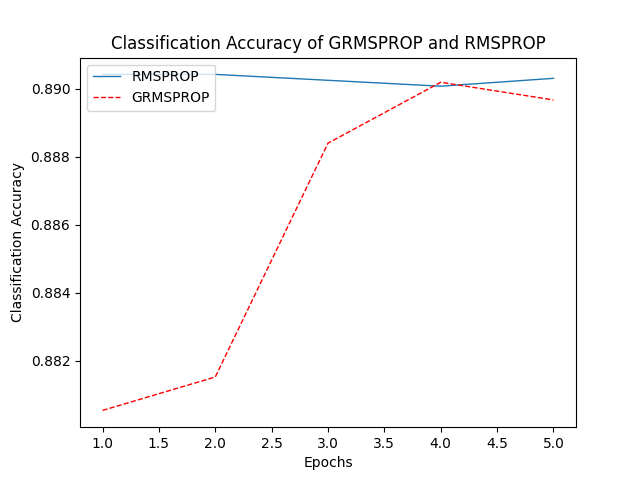 Classification Accuracy of GRMSPROP and RMSPROP
RMSPROP
GRMSPROP
0.890
0.888
0.886
0.884
0.882
Classification Accuracy
1.0 1.5 2.0 2.5 3.0 3.5 4.0 4.5 5.0
Epochs